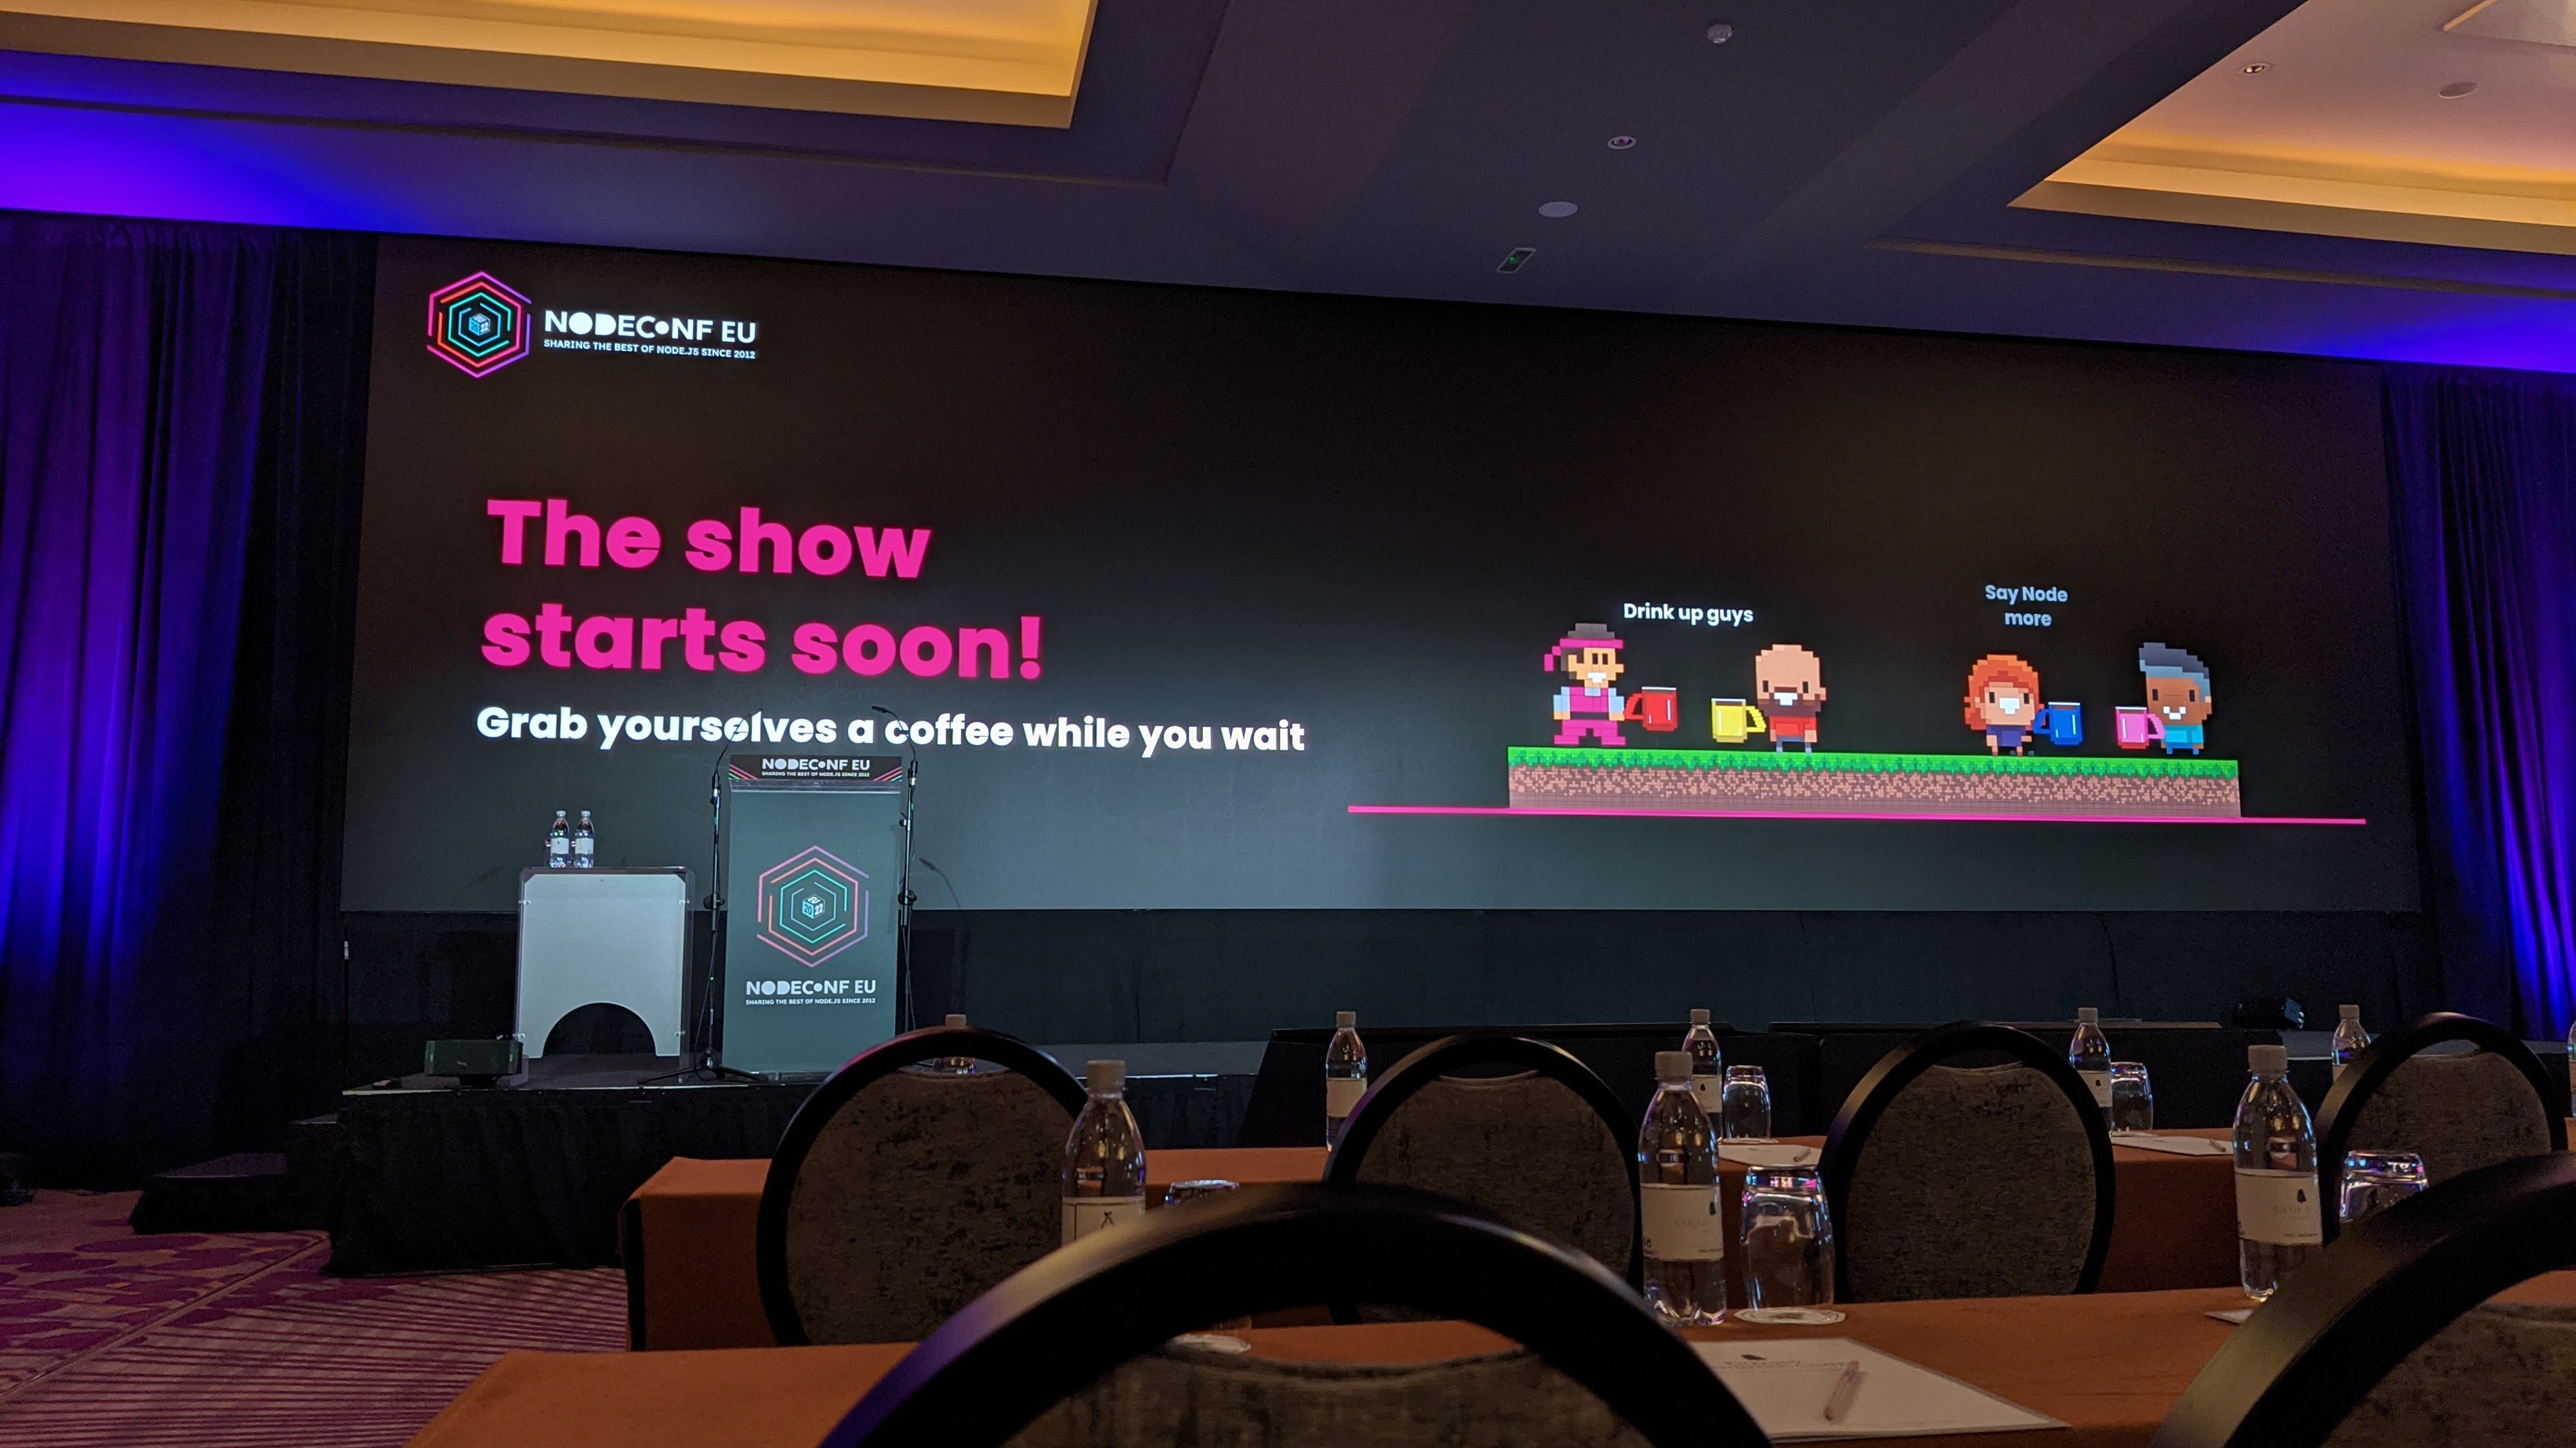 NODECONF EU
SHARING THE BEST OF NODE.JS SINCE 2012
The show
starts soon!
Grab yourselves a coffee while you wait
Drink up guys
Say Node
more
NODECONF EU
SHARING THE BEST OF NODE.JS SINCE 2012
22
NODECONF EU
SHARING THE BEST OF NODE.JS SINCE 2012